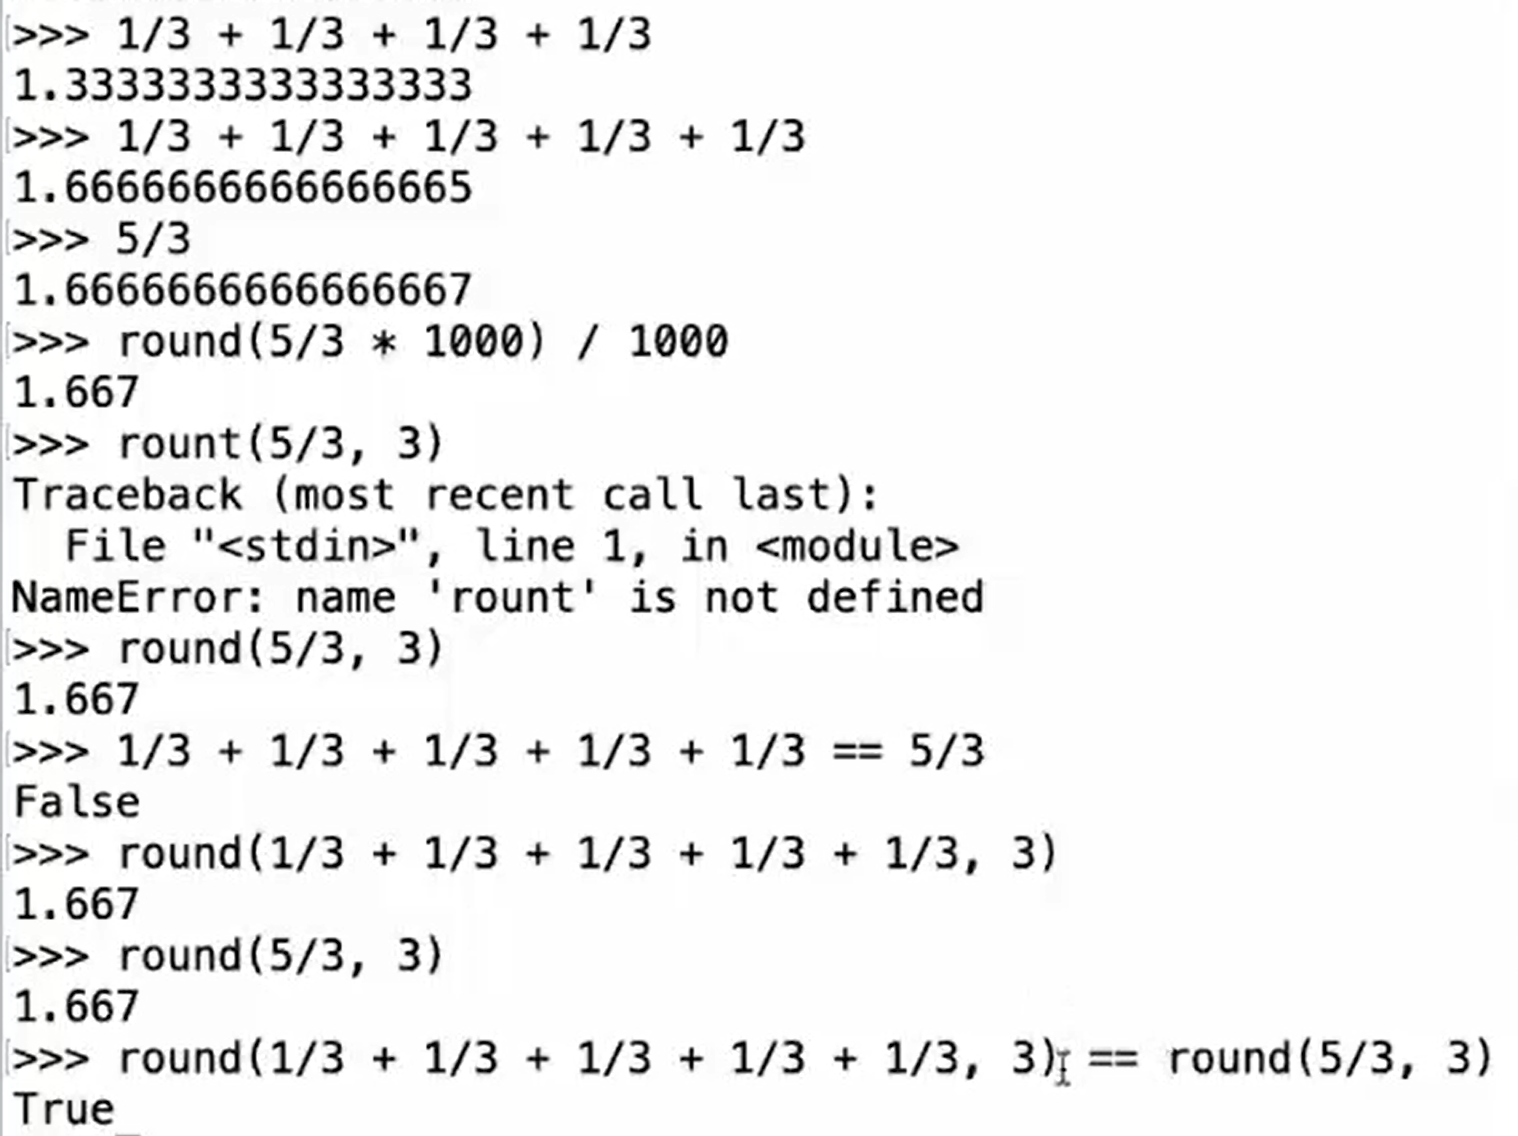 >>> 1/3 + 1/3 + 1/3 + 1/3
1.3333333333333333
>>> 1/3 + 1/3 + 1/3 + 1/3 + 1/3
1.6666666666666665
>>> 5/3
1.6666666666666667
>>> round(5/3 * 1000) / 1000
1.667
>>> rount(5/3, 3)
Traceback (most recent call last):
  File "<stdin>", line 1, in <module>
NameError: name 'rount' is not defined
>>> round(5/3, 3)
1.667
>>> 1/3 + 1/3 + 1/3 + 1/3 + 1/3 == 5/3
False
>>> round(1/3 + 1/3 + 1/3 + 1/3 + 1/3, 3)
1.667
>>> round(5/3, 3)
1.667
>>> round(1/3 + 1/3 + 1/3 + 1/3 + 1/3, 3) == round(5/3, 3)
True